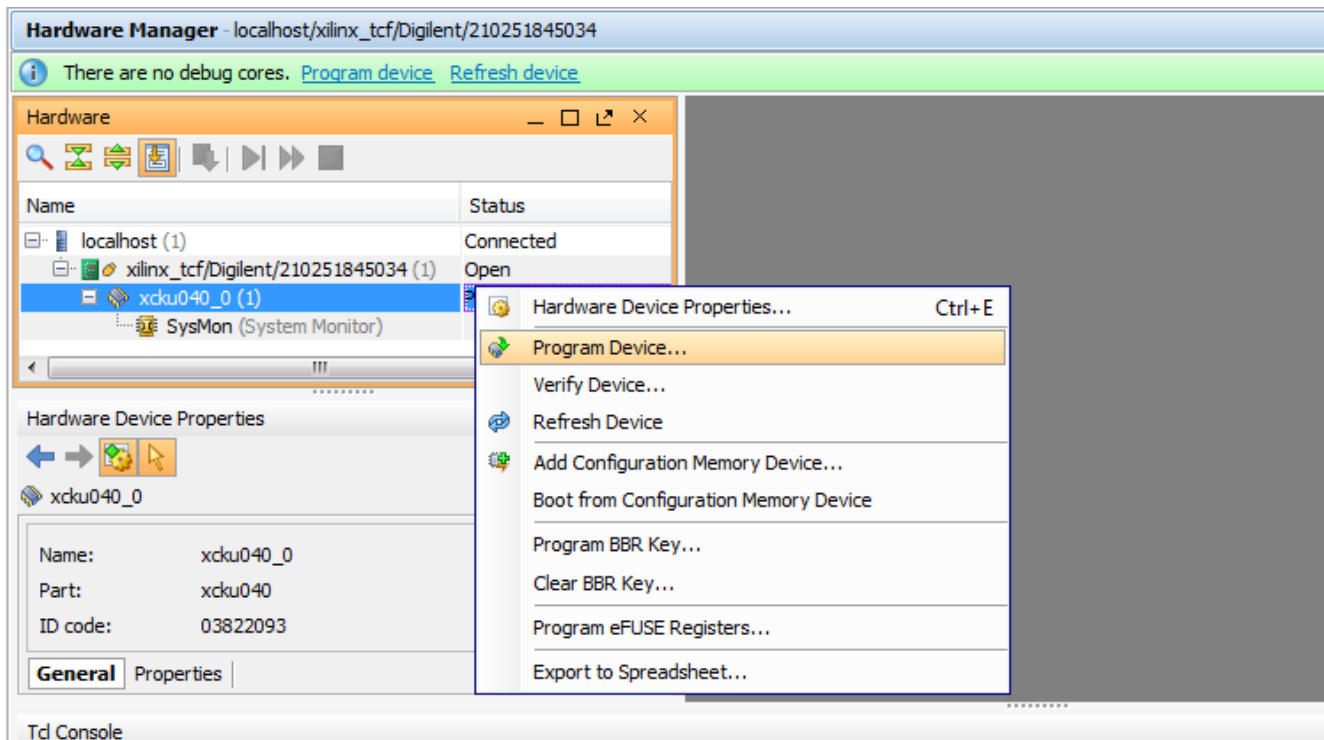 Hardware Manager - localhost/xilinx_tcf/Digilent/210251845034
There are no debug cores. Program device Refresh device
Hardware
Name Status
localhost (1) Connected
xilinx_tcf/Digilent/210251845034 (1) Open
xcku040_0 (1)
SysMon (System Monitor)
Hardware Device Properties... Ctrl+E
Program Device...
Verify Device...
Refresh Device
Add Configuration Memory Device...
Boot from Configuration Memory Device
Program BBR Key...
Clear BBR Key...
Program eFUSE Registers...
Export to Spreadsheet...
Hardware Device Properties
xcku040_0
Name: xcku040_0
Part: xcku040
ID code: 03822093
General Properties
Tcl Console